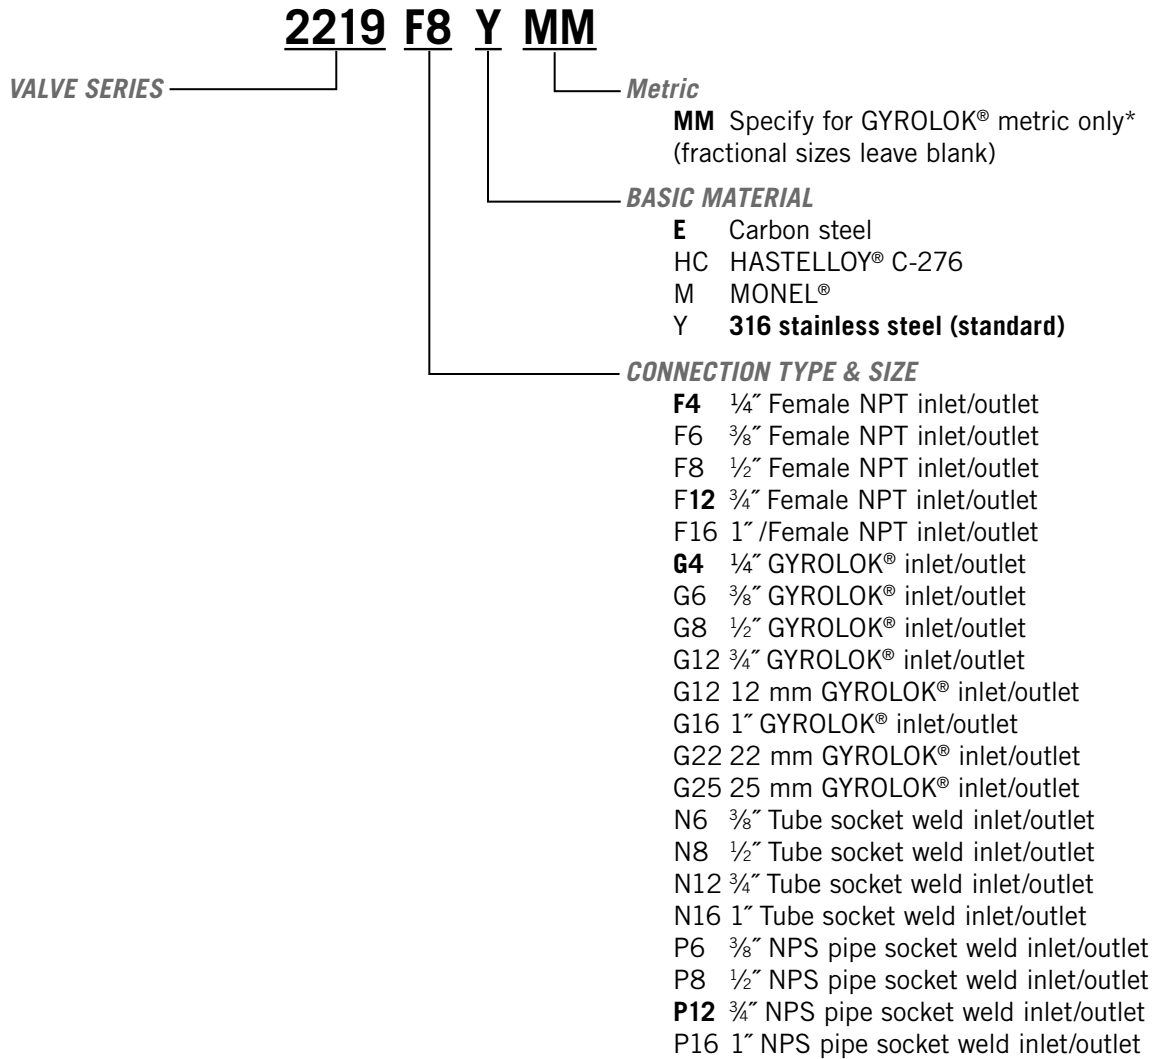 2219 F8 Y MM
VALVE SERIES
Metric
MM Specify for GYROLOK® metric only*
(fractional sizes leave blank)
BASIC MATERIAL
E Carbon steel
HC HASTELLOY® C-276
M MONEL®
Y 316 stainless steel (standard)
CONNECTION TYPE & SIZE
F4 ¼˝ Female NPT inlet/outlet
F6 ⅜˝ Female NPT inlet/outlet
F8 ½˝ Female NPT inlet/outlet
F12 ¾˝ Female NPT inlet/outlet
F16 1˝ /Female NPT inlet/outlet
G4 ¼˝ GYROLOK® inlet/outlet
G6 ⅜˝ GYROLOK® inlet/outlet
G8 ½˝ GYROLOK® inlet/outlet
G12 ¾˝ GYROLOK® inlet/outlet
G12 12 mm GYROLOK® inlet/outlet
G16 1˝ GYROLOK® inlet/outlet
G22 22 mm GYROLOK® inlet/outlet
G25 25 mm GYROLOK® inlet/outlet
N6 ⅜˝ Tube socket weld inlet/outlet
N8 ½˝ Tube socket weld inlet/outlet
N12 ¾˝ Tube socket weld inlet/outlet
N16 1˝ Tube socket weld inlet/outlet
P6 ⅜˝ NPS pipe socket weld inlet/outlet
P8 ½˝ NPS pipe socket weld inlet/outlet
P12 ¾˝ NPS pipe socket weld inlet/outlet
P16 1˝ NPS pipe socket weld inlet/outlet